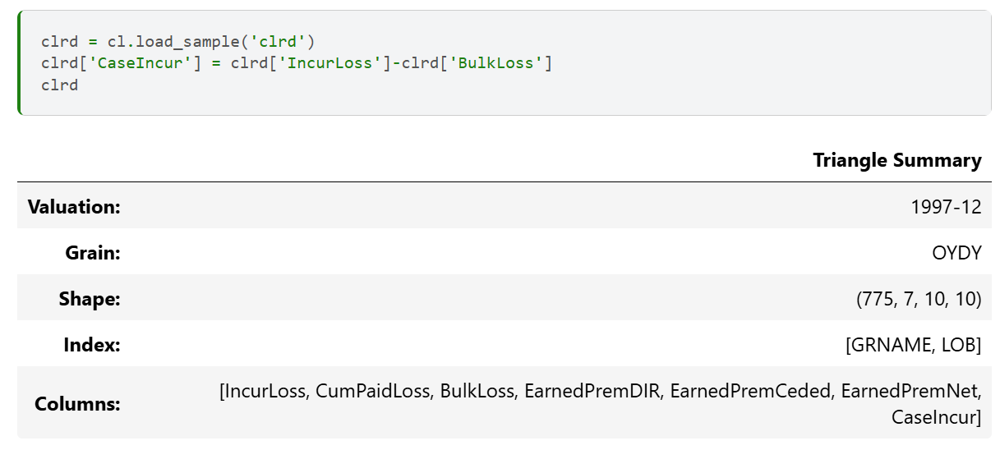 clrd = cl.load_sample('clrd')
clrd['CaseIncur'] = clrd['IncurLoss']-clrd['BulkLoss']
clrd
Triangle Summary
Valuation: 1997-12
Grain: OYDY
Shape: (775, 7, 10, 10)
Index: [GRNAME, LOB]
Columns: [IncurLoss, CumPaidLoss, BulkLoss, EarnedPremDIR, EarnedPremCeded, EarnedPremNet,
CaseIncur]